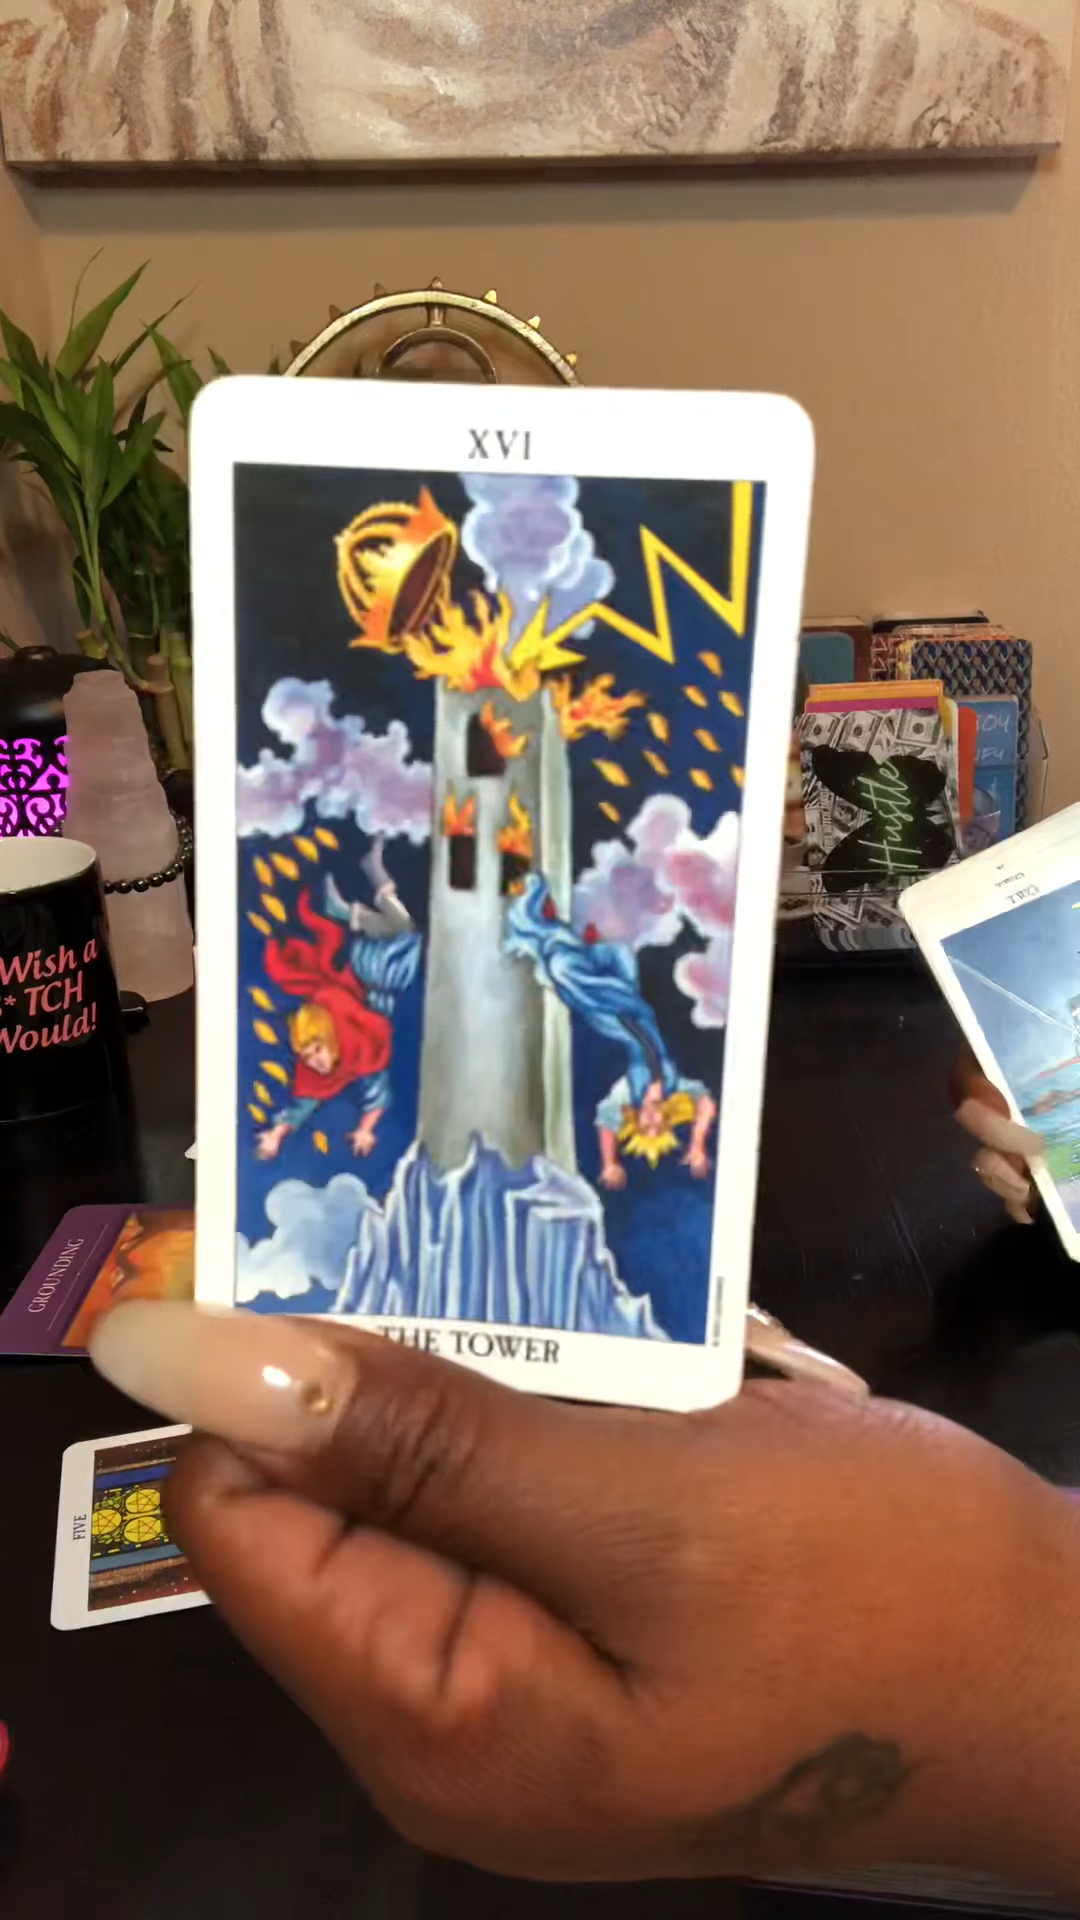 XVI
THE TOWER
Hustle
Wish a
TCH
Would!
GROUNDING
FIVE